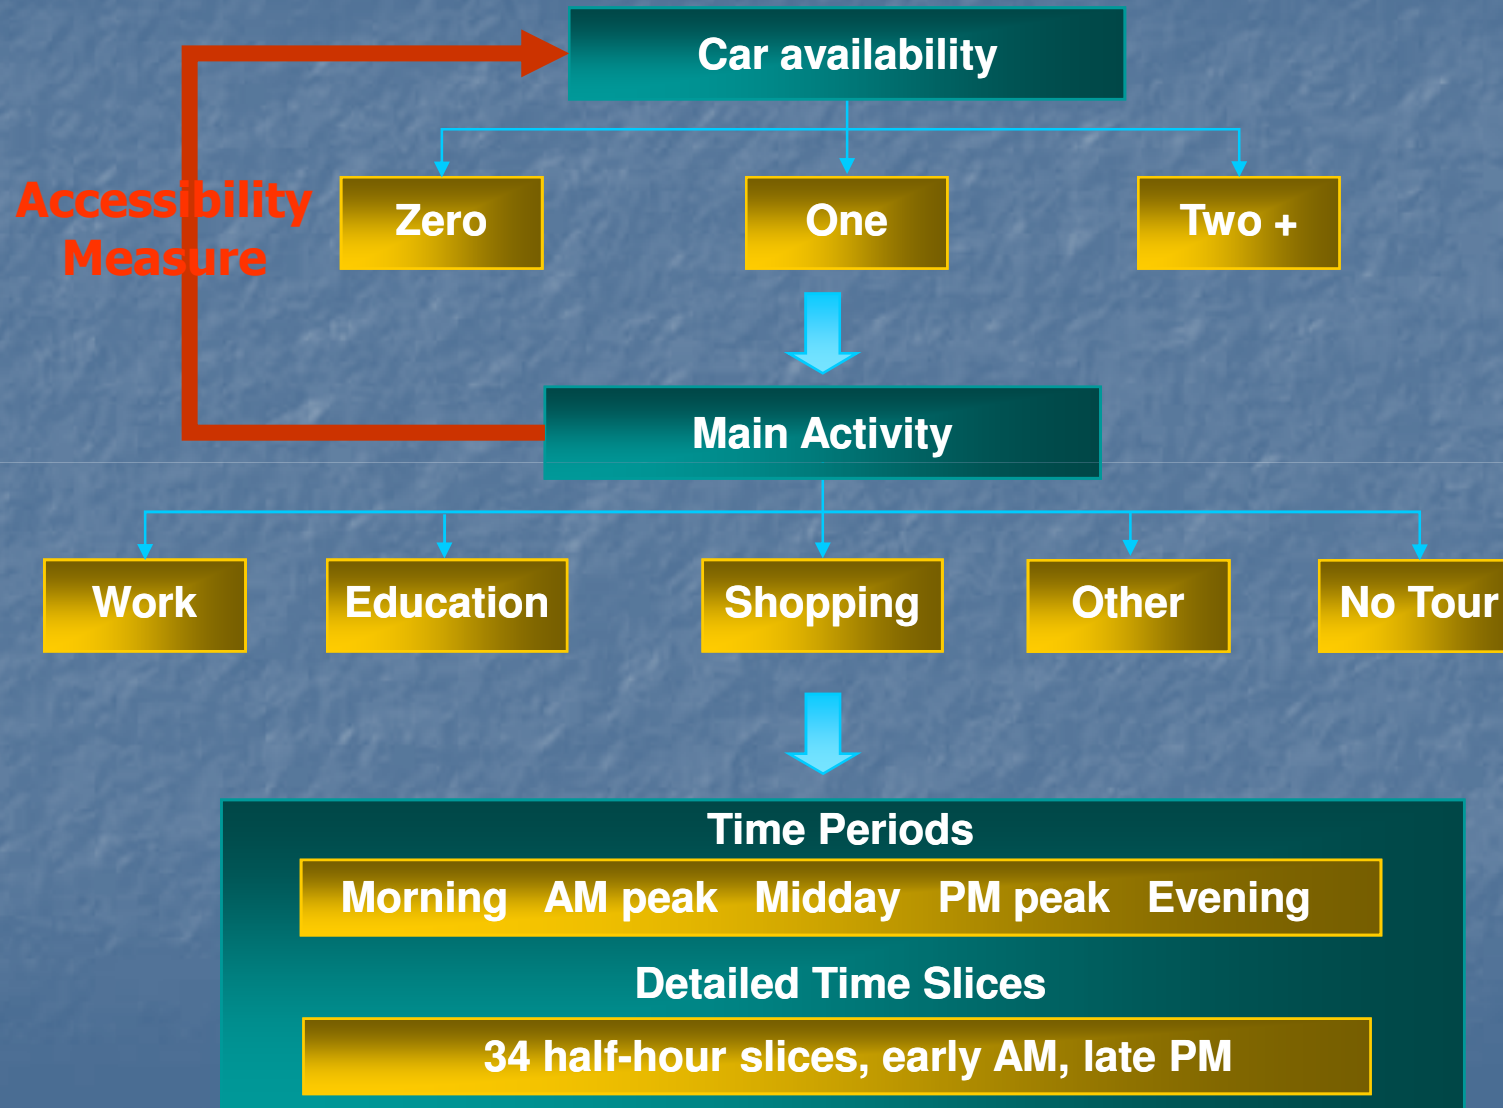 Car availability
Accessibility
Measure
Zero
One
Two +
Main Activity
Work
Education
Shopping
Other
No Tour
Time Periods
Morning AM peak Midday PM peak Evening
Detailed Time Slices
34 half-hour slices, early AM, late PM